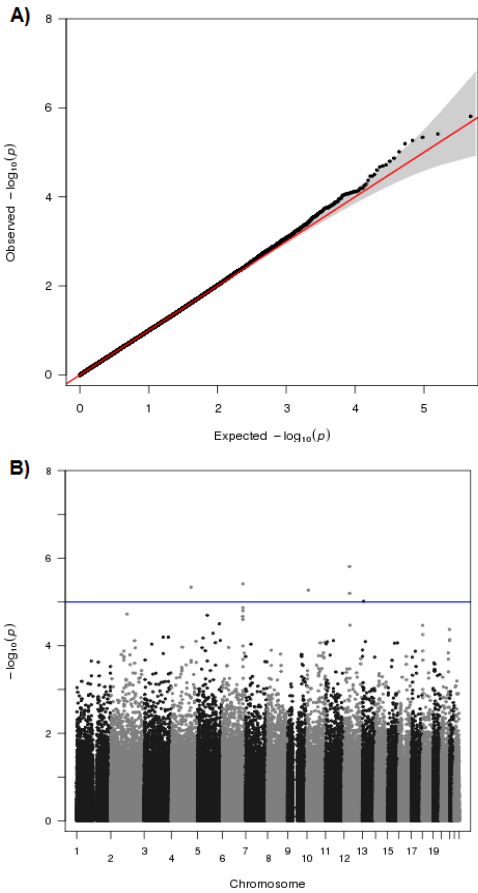 A)
8
6
4
2
0
Observed −log₁₀(p)
0 1 2 3 4 5
Expected −log₁₀(p)
B)
8
6
4
2
0
−log₁₀(p)
1 2 3 4 5 6 7 8 9 10 11 12 13 15 17 19
Chromosome